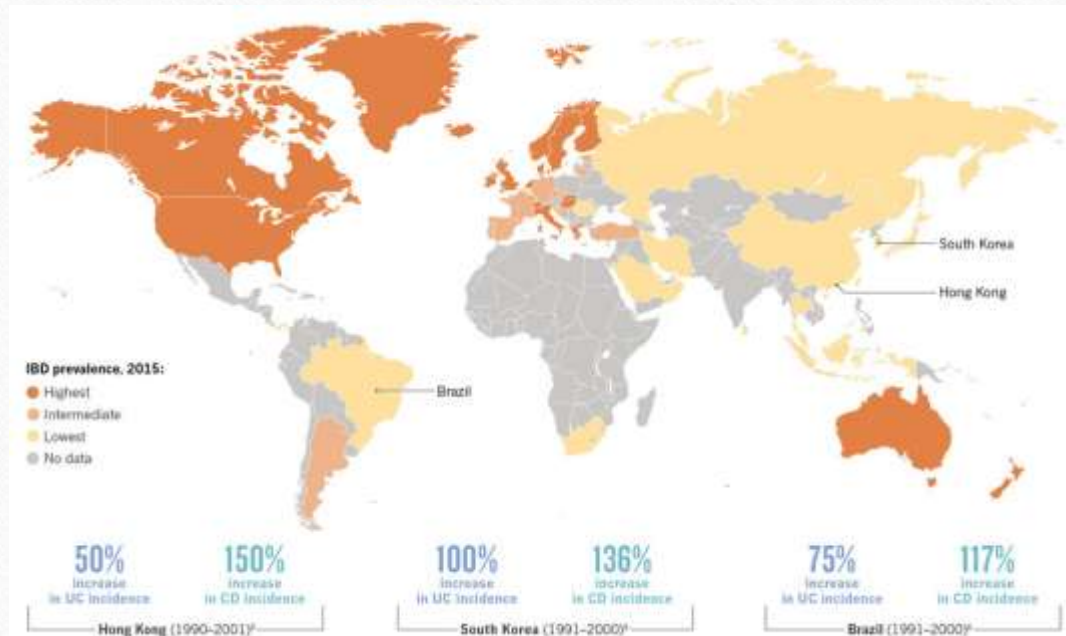 South Korea
Hong Kong
Brazil
IBD prevalence, 2015:
Highest
Intermediate
Lowest
No data
50%
increase
in UC incidence
150%
increase
in CD incidence
Hong Kong (1990–2001)
100%
increase
in UC incidence
136%
increase
in CD incidence
South Korea (1991–2000)
75%
increase
in UC incidence
117%
increase
in CD incidence
Brazil (1991–2000)